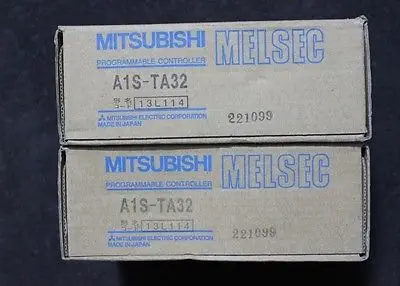 MITSUBISHI MELSEC
PROGRAMMABLE CONTROLLER
A1S-TA32
13L114
MITSUBISHI ELECTRIC CORPORATION
MADE IN JAPAN
221099
MITSUBISHI MELSEC
PROGRAMMABLE CONTROLLER
A1S-TA32
13L114
MITSUBISHI ELECTRIC CORPORATION
MADE IN JAPAN
221099